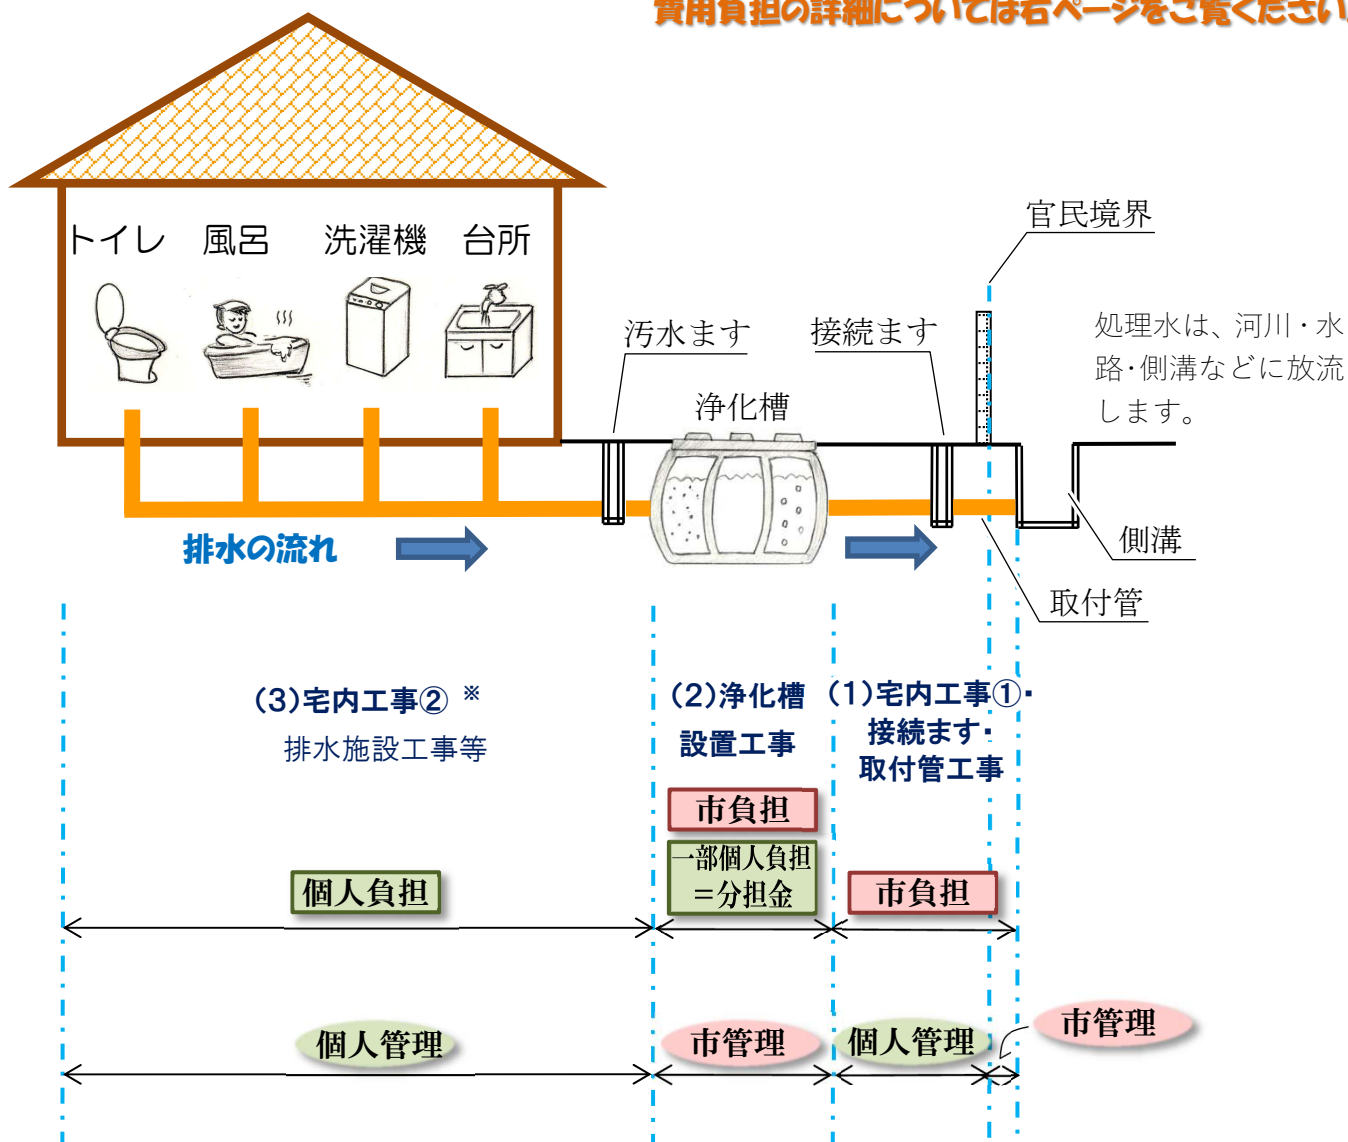 費用負担の詳細については右ページをご覧ください。
官民境界
トイレ 風呂 洗濯機 台所
汚水ます 接続ます
処理水は、河川・水
路・側溝などに放流
します。
浄化槽
排水の流れ
側溝
取付管
(3)宅内工事② ※
排水施設工事等
(2)浄化槽
設置工事
(1)宅内工事①・
接続ます・
取付管工事
市負担
一部個人負担
＝分担金
個人負担
市負担
個人管理
市管理
個人管理
市管理